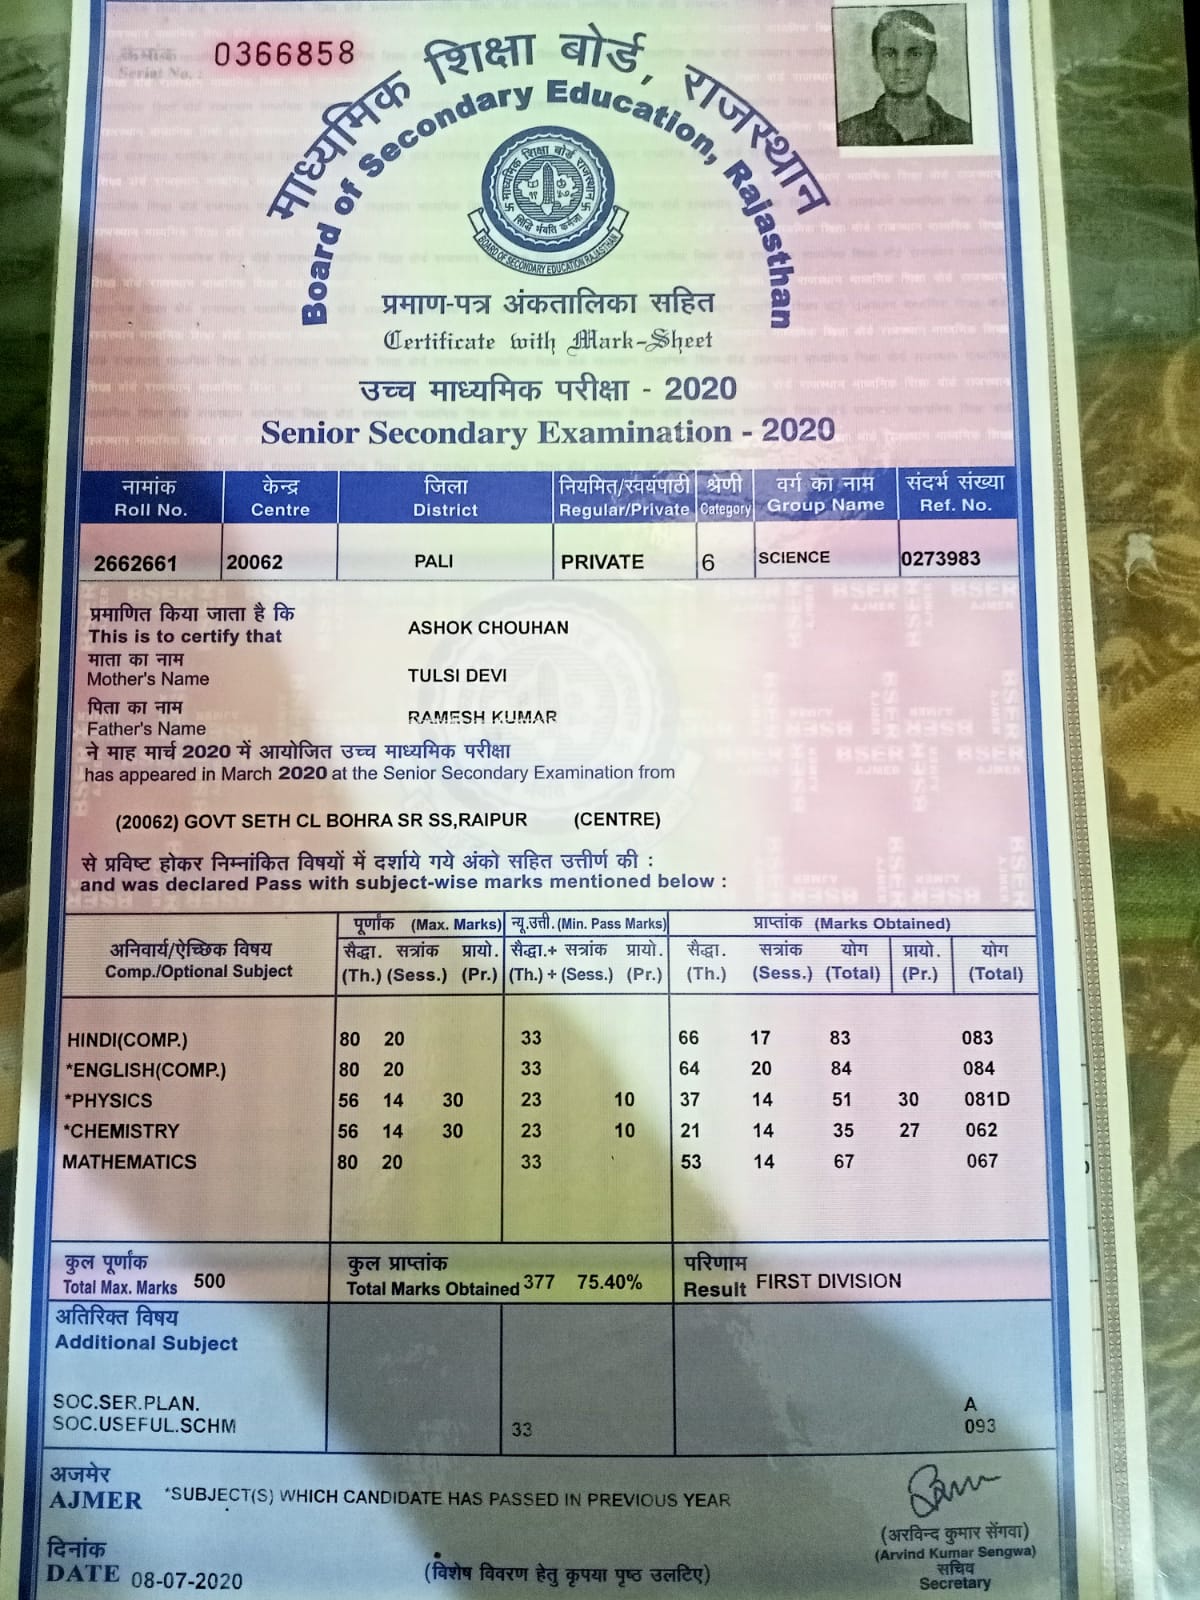 क्रमांक 0366858
Serial No. :
माध्यमिक शिक्षा बोर्ड, राजस्थान
Board of Secondary Education, Rajasthan
माध्यमिक शिक्षा बोर्ड राजस्थान
सिद्धि र्भवति कर्मजा
BOARD OF SECONDARY EDUCATION RAJASTHAN
प्रमाण-पत्र अंकतालिका सहित
Certificate with Mark-Sheet
उच्च माध्यमिक परीक्षा - 2020
Senior Secondary Examination - 2020
नामांक केन्द्र जिला नियमित/स्वयंपाठी श्रेणी वर्ग का नाम संदर्भ संख्या
Roll No. Centre District Regular/Private Category Group Name Ref. No.
2662661 20062 PALI PRIVATE 6 SCIENCE 0273983
प्रमाणित किया जाता है कि
This is to certify that ASHOK CHOUHAN
माता का नाम
Mother's Name TULSI DEVI
पिता का नाम
Father's Name RAMESH KUMAR
ने माह मार्च 2020 में आयोजित उच्च माध्यमिक परीक्षा
has appeared in March 2020 at the Senior Secondary Examination from
(20062) GOVT SETH CL BOHRA SR SS,RAIPUR (CENTRE)
से प्रविष्ट होकर निम्नांकित विषयों में दर्शाये गये अंको सहित उत्तीर्ण की :
and was declared Pass with subject-wise marks mentioned below :
पूर्णांक (Max. Marks) न्यू.उत्ती. (Min. Pass Marks) प्राप्तांक (Marks Obtained)
अनिवार्य/ऐच्छिक विषय सैद्धा. सत्रांक प्रायो. सैद्धा.+ सत्रांक प्रायो. सैद्धा. सत्रांक योग प्रायो. योग
Comp./Optional Subject (Th.) (Sess.) (Pr.) (Th.) + (Sess.) (Pr.) (Th.) (Sess.) (Total) (Pr.) (Total)
HINDI(COMP.) 80 20 33 66 17 83 083
*ENGLISH(COMP.) 80 20 33 64 20 84 084
*PHYSICS 56 14 30 23 10 37 14 51 30 081D
*CHEMISTRY 56 14 30 23 10 21 14 35 27 062
MATHEMATICS 80 20 33 53 14 67 067
कुल पूर्णांक कुल प्राप्तांक परिणाम
Total Max. Marks 500 Total Marks Obtained 377 75.40% Result FIRST DIVISION
अतिरिक्त विषय
Additional Subject
SOC.SER.PLAN. A
SOC.USEFUL.SCHM 33 093
अजमेर
AJMER *SUBJECT(S) WHICH CANDIDATE HAS PASSED IN PREVIOUS YEAR
(अरविन्द कुमार सेंगवा)
(Arvind Kumar Sengwa)
सचिव
Secretary
दिनांक
DATE 08-07-2020 (विशेष विवरण हेतु कृपया पृष्ठ उलटिए)